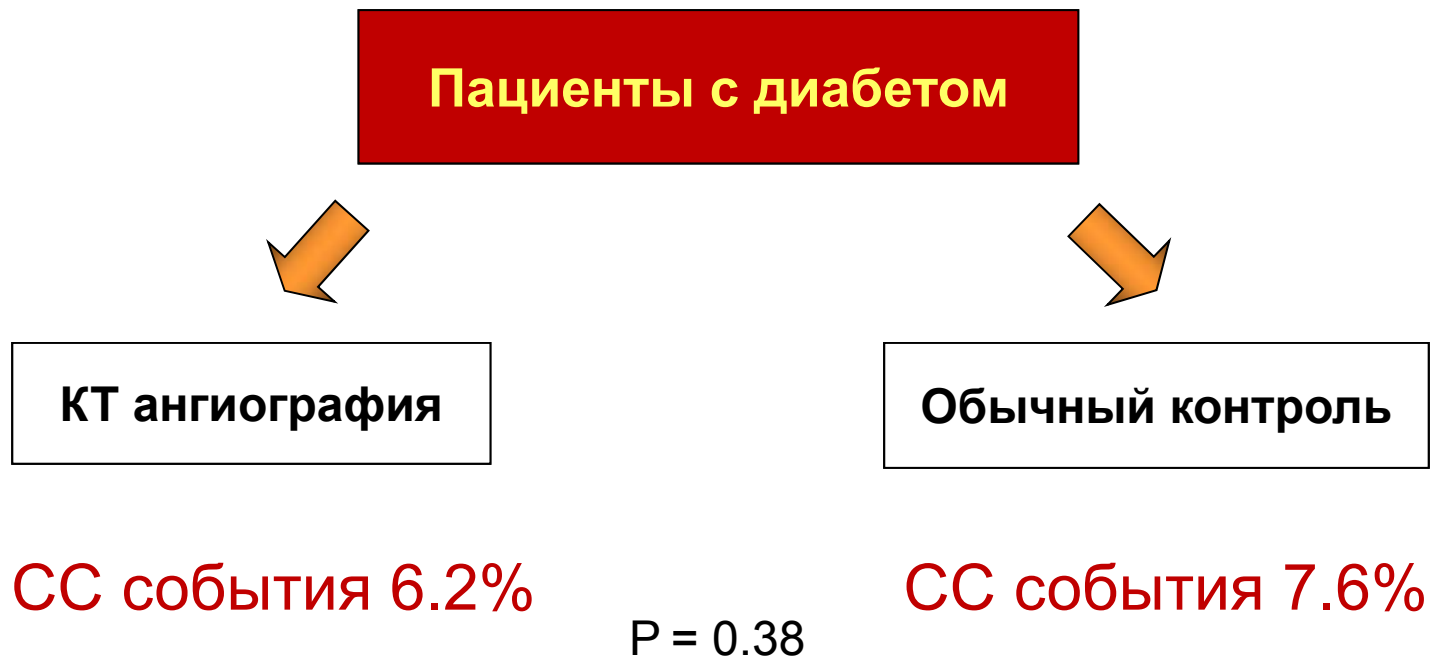 Пациенты с диабетом
КТ ангиография
Обычный контроль
СС события 6.2%
СС события 7.6%
P = 0.38